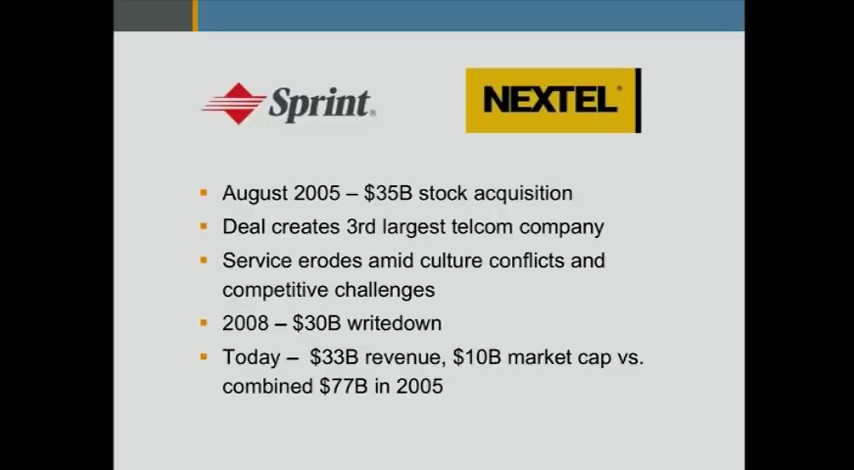 Sprint®
NEXTEL®
▪ August 2005 – $35B stock acquisition
▪ Deal creates 3rd largest telcom company
▪ Service erodes amid culture conflicts and
competitive challenges
▪ 2008 – $30B writedown
▪ Today – $33B revenue, $10B market cap vs.
combined $77B in 2005